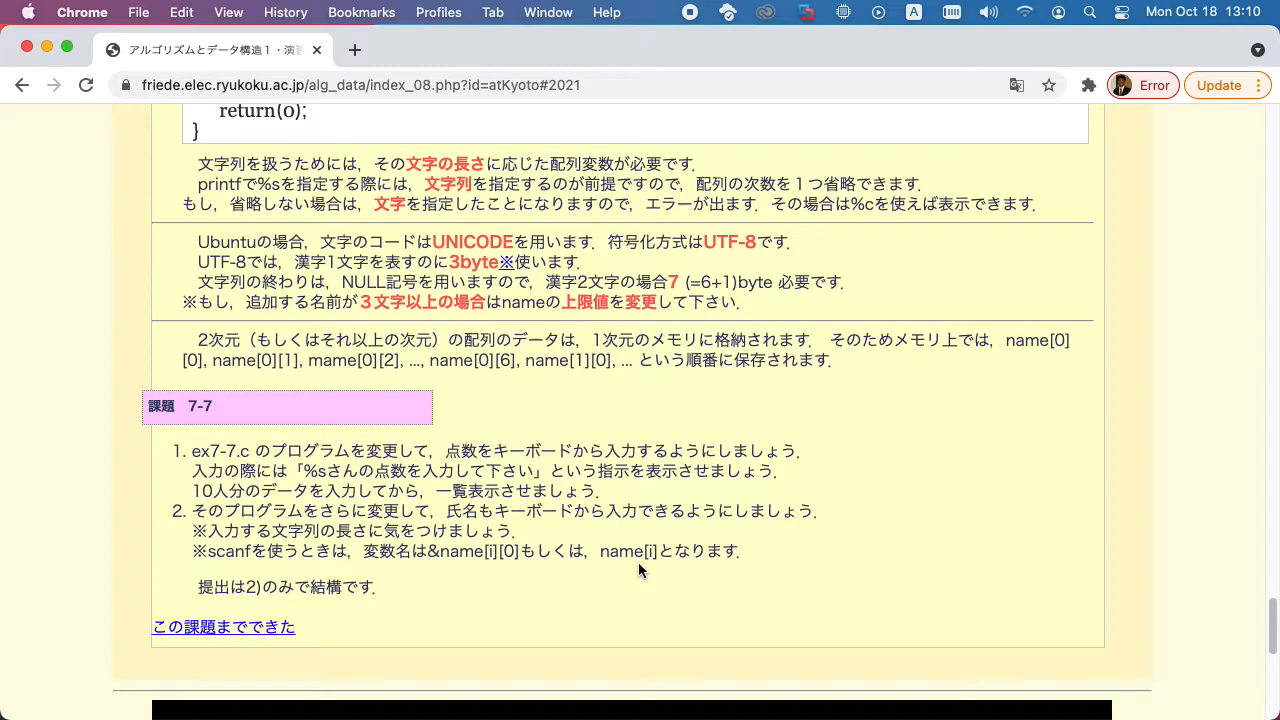 Chrome File Edit View History Bookmarks Profiles Tab Window Help A Mon Oct 18 13:10
アルゴリズムとデータ構造１・演習
friede.elec.ryukoku.ac.jp/alg_data/index_08.php?id=atKyoto#2021 Error Update
return(0);
}
文字列を扱うためには，その文字の長さに応じた配列変数が必要です．
printfで%sを指定する際には，文字列を指定するのが前提ですので，配列の次数を１つ省略できます．
もし，省略しない場合は，文字を指定したことになりますので，エラーが出ます．その場合は%cを使えば表示できます．
Ubuntuの場合，文字のコードはUNICODEを用います．符号化方式はUTF-8です．
UTF-8では，漢字1文字を表すのに3byte※使います．
文字列の終わりは，NULL記号を用いますので，漢字2文字の場合7 (=6+1)byte 必要です．
※もし，追加する名前が３文字以上の場合はnameの上限値を変更して下さい．
2次元（もしくはそれ以上の次元）の配列のデータは，1次元のメモリに格納されます． そのためメモリ上では，name[0]
[0], name[0][1], mame[0][2], ..., name[0][6], name[1][0], ... という順番に保存されます．
課題 7-7
1. ex7-7.c のプログラムを変更して，点数をキーボードから入力するようにしましょう．
入力の際には「%sさんの点数を入力して下さい」という指示を表示させましょう．
10人分のデータを入力してから，一覧表示させましょう．
2. そのプログラムをさらに変更して，氏名もキーボードから入力できるようにしましょう．
※入力する文字列の長さに気をつけましょう．
※scanfを使うときは，変数名は&name[i][0]もしくは，name[i]となります．
提出は2)のみで結構です．
この課題までできた